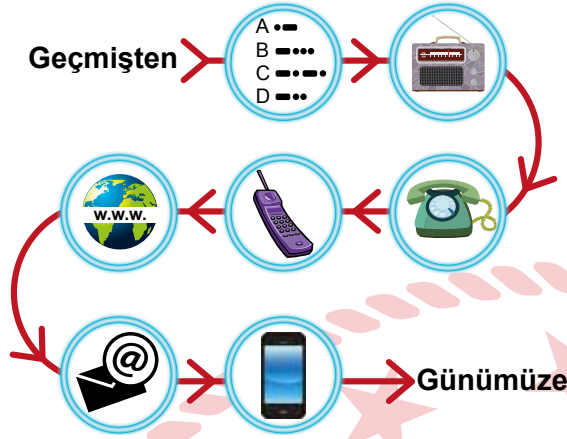 Geçmişten
A •–
B –•••
C –•–•
D –••
w.w.w.
@
Günümüze